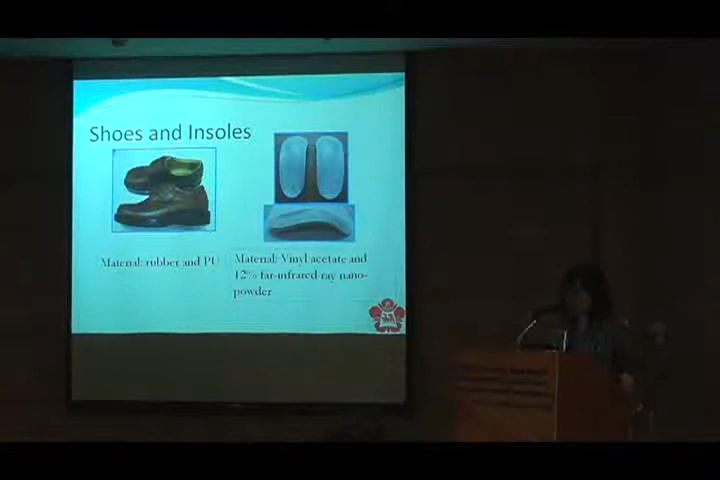 Shoes and Insoles
Material: rubber and PU
Material: Vinyl acetate and
12% far-infrared ray nano-
powder